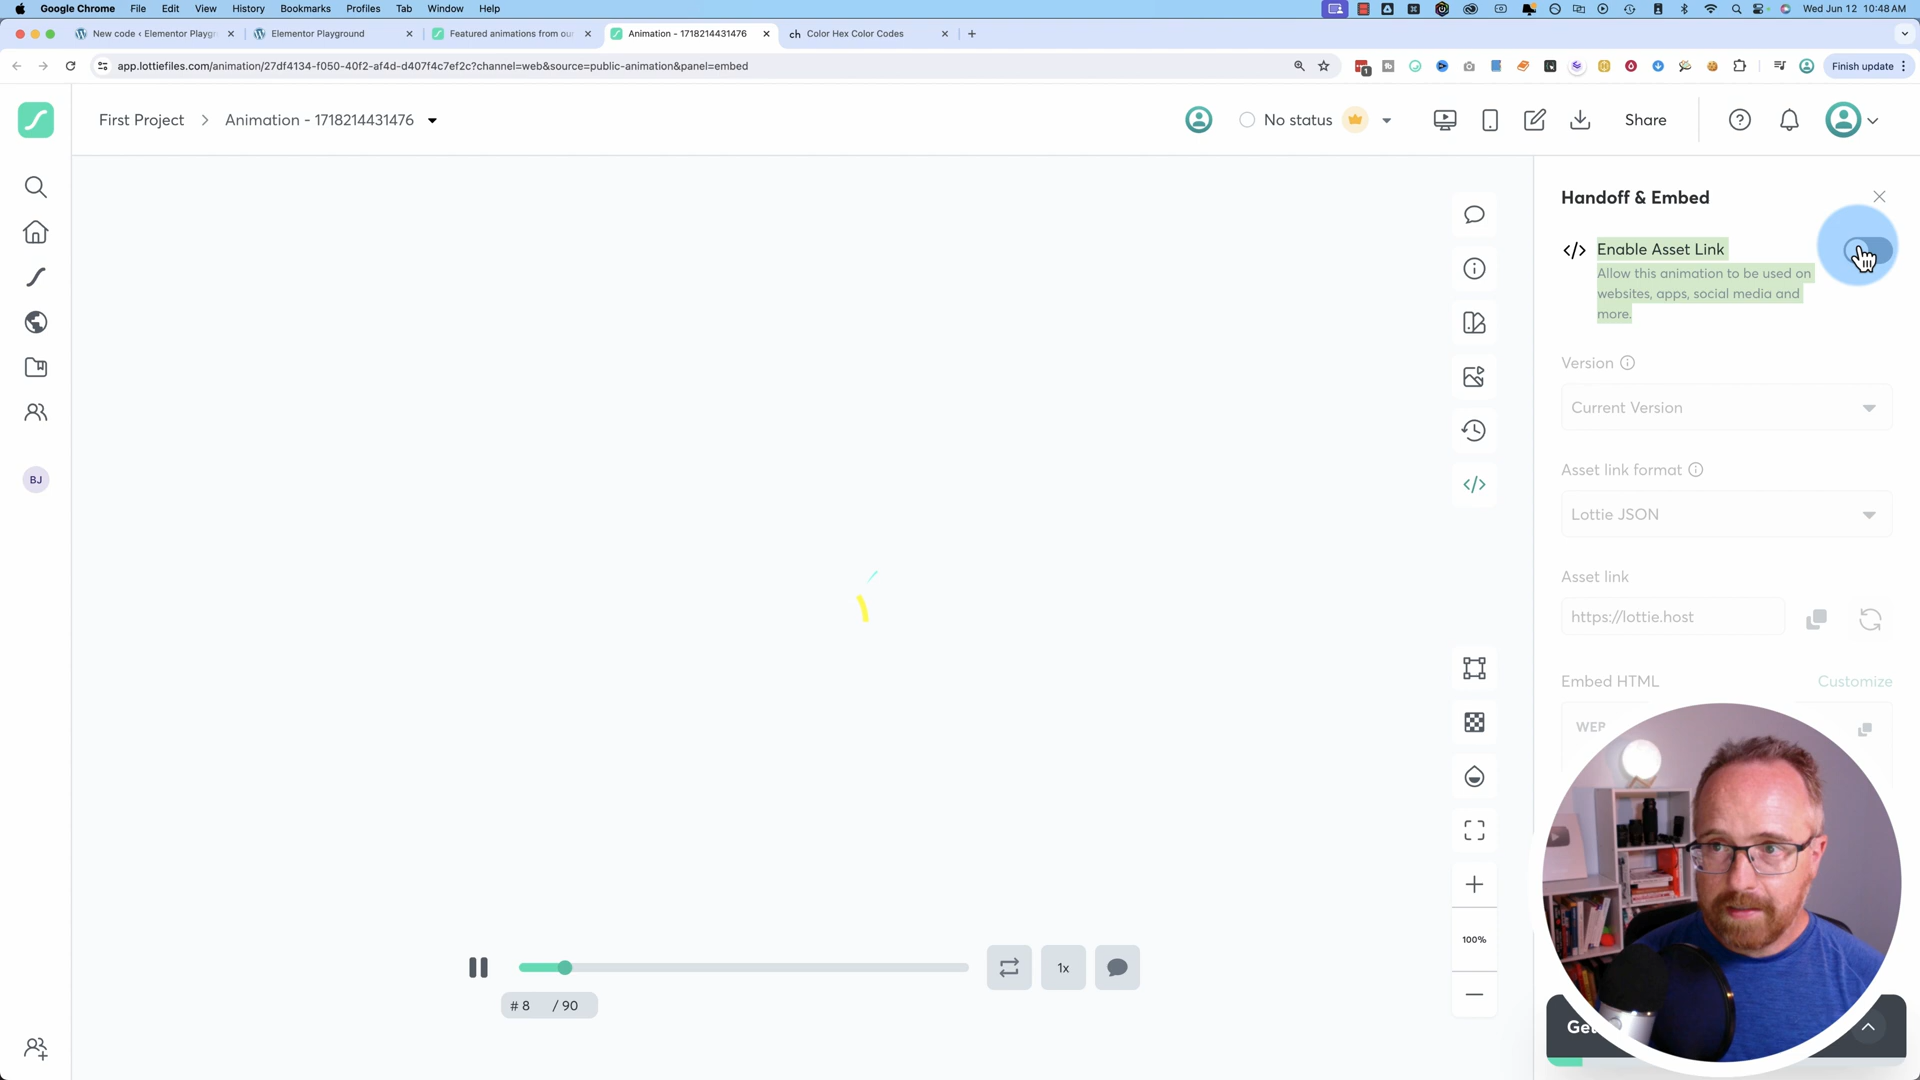 Google Chrome File Edit View History Bookmarks Profiles Tab Window Help Wed Jun 12 10:48 AM
New code ‹ Elementor Playgr Elementor Playground Featured animations from ou Animation - 1718214431476 ch Color Hex Color Codes
app.lottiefiles.com/animation/27df4134-f050-40f2-af4d-d407f4c7ef2c?channel=web&source=public-animation&panel=embed Finish update
First Project > Animation - 1718214431476 No status Share
Handoff & Embed
</> Enable Asset Link
Allow this animation to be used on
websites, apps, social media and
more.
Version
Current Version
Asset link format
</>
Lottie JSON
BJ
Asset link
https://lottie.host
Embed HTML Customize
100%
1x
# 8 / 90